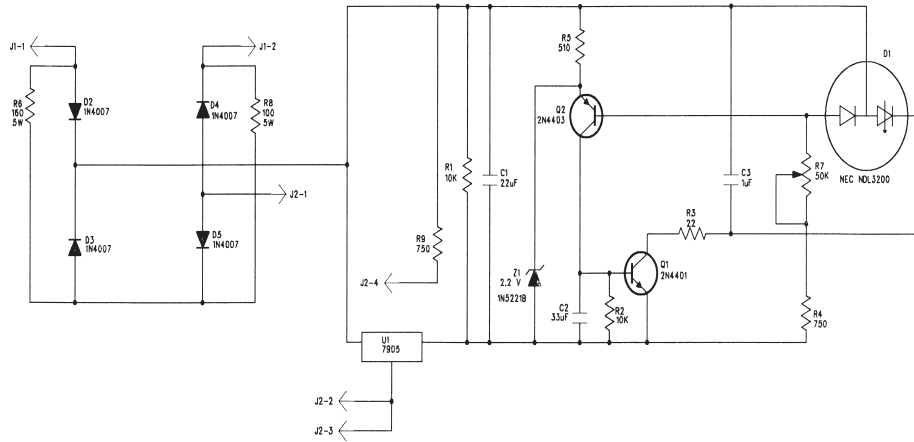 J1-1
J1-2
R6
160
5W
D2
1N4007
D4
1N4007
R8
100
5W
J2-1
D3
1N4007
D5
1N4007
R9
750
J2-4
R1
10K
C1
22uF
R5
510
Q2
2N4403
Z1
2.2 V
1N5221B
C2
33uF
R2
10K
Q1
2N4401
R3
22
C3
1uF
D1
NEC NDL3200
R7
50K
R4
750
U1
7905
J2-2
J2-3